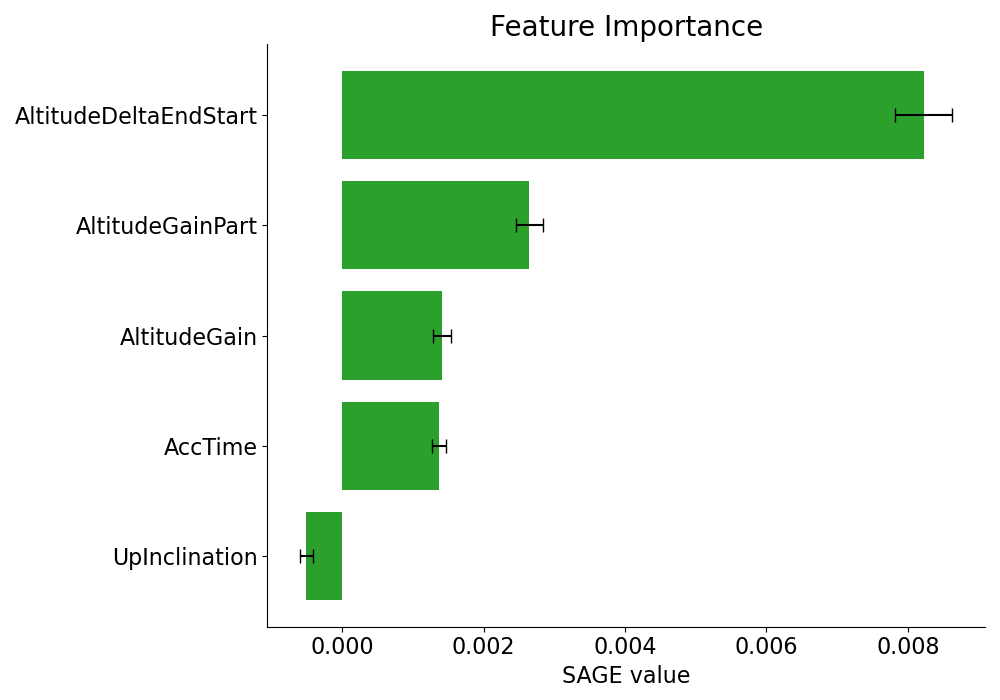 Feature Importance
AltitudeDeltaEndStart
AltitudeGainPart
AltitudeGain
AccTime
UpInclination
0.000 0.002 0.004 0.006 0.008
SAGE value